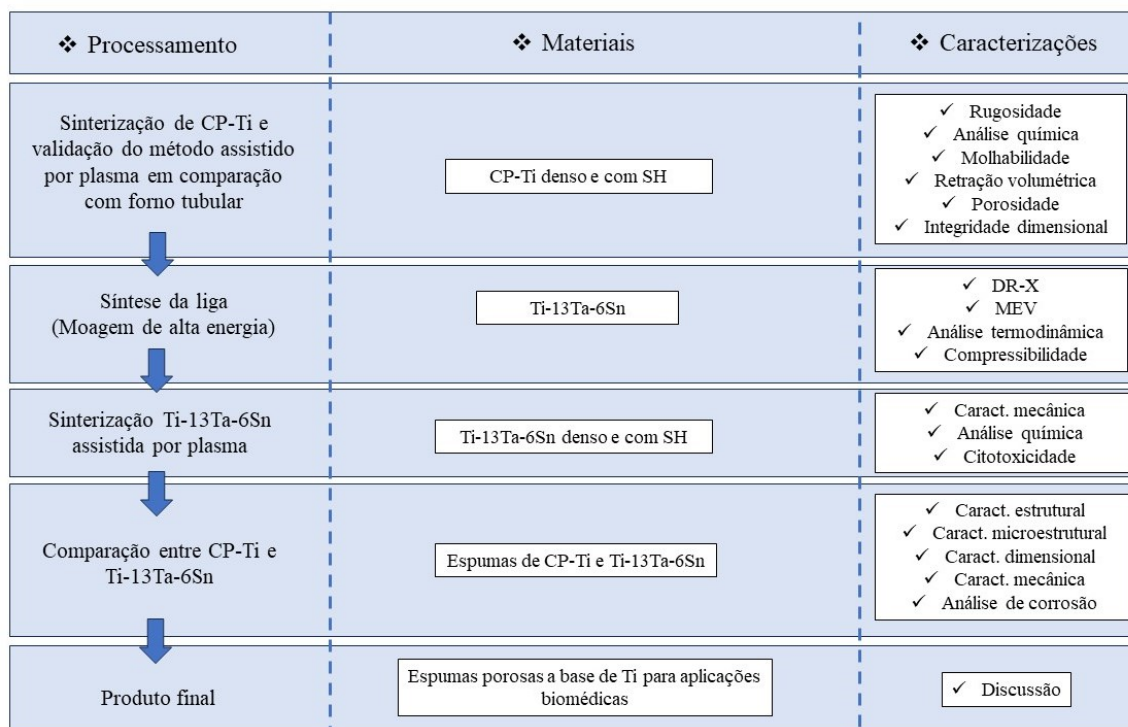 ❖ Processamento
❖ Materiais
❖ Caracterizações
Sinterização de CP-Ti e
validação do método assistido
por plasma em comparação
com forno tubular
CP-Ti denso e com SH
✓ Rugosidade
✓ Análise química
✓ Molhabilidade
✓ Retração volumétrica
✓ Porosidade
✓ Integridade dimensional
Síntese da liga
(Moagem de alta energia)
Ti-13Ta-6Sn
✓ DR-X
✓ MEV
✓ Análise termodinâmica
✓ Compressibilidade
Sinterização Ti-13Ta-6Sn
assistida por plasma
Ti-13Ta-6Sn denso e com SH
✓ Caract. mecânica
✓ Análise química
✓ Citotoxicidade
Comparação entre CP-Ti e
Ti-13Ta-6Sn
Espumas de CP-Ti e Ti-13Ta-6Sn
✓ Caract. estrutural
✓ Caract. microestrutural
✓ Caract. dimensional
✓ Caract. mecânica
✓ Análise de corrosão
Produto final
Espumas porosas a base de Ti para aplicações
biomédicas
✓ Discussão